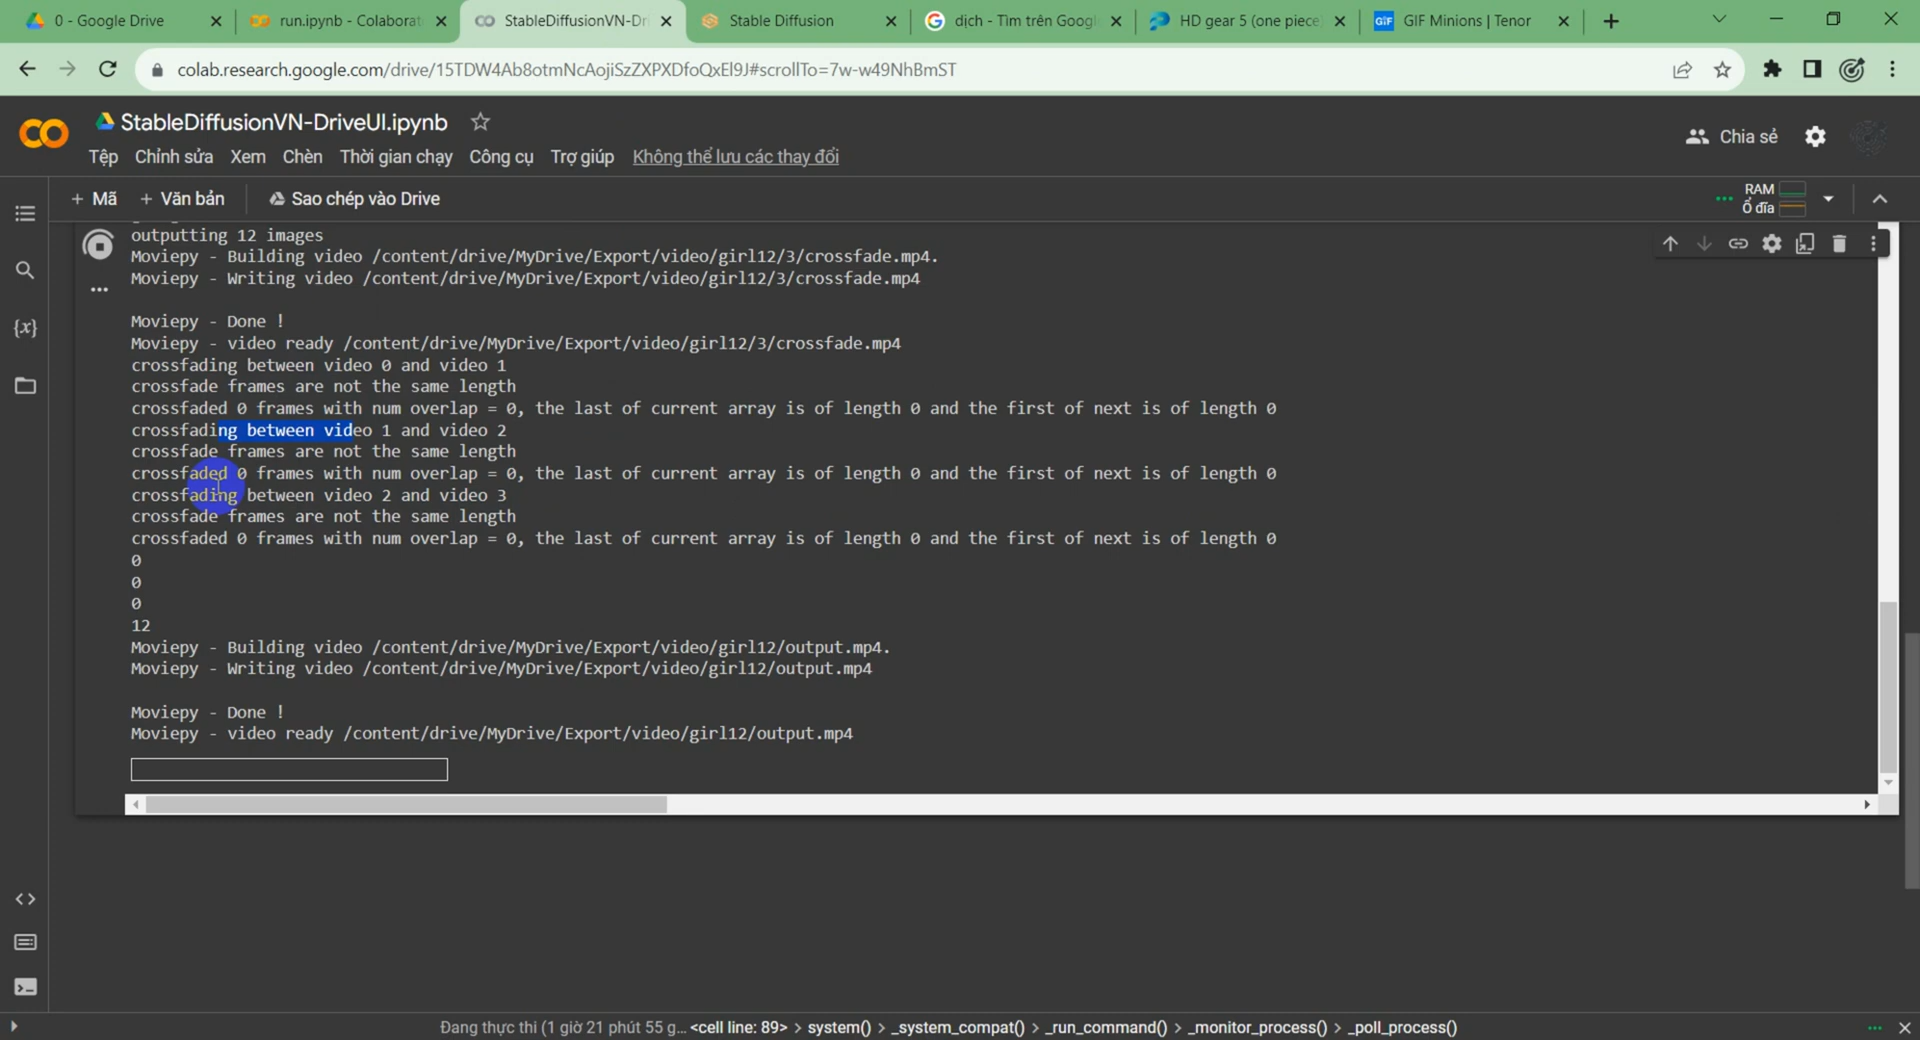 0 - Google Drive
run.ipynb - Colaborat
StableDiffusionVN-Dri
Stable Diffusion
dịch - Tìm trên Googl
HD gear 5 (one piece)
GIF
GIF Minions | Tenor
colab.research.google.com/drive/15TDW4Ab8otmNcAojiSzZXPXDfoQxEl9J#scrollTo=7w-w49NhBmST
StableDiffusionVN-DriveUI.ipynb
Chia sẻ
Tệp Chỉnh sửa Xem Chèn Thời gian chạy Công cụ Trợ giúp Không thể lưu các thay đổi
+ Mã + Văn bản Sao chép vào Drive
RAM
Ổ đĩa
outputting 12 images
Moviepy - Building video /content/drive/MyDrive/Export/video/girl12/3/crossfade.mp4.
Moviepy - Writing video /content/drive/MyDrive/Export/video/girl12/3/crossfade.mp4
Moviepy - Done !
Moviepy - video ready /content/drive/MyDrive/Export/video/girl12/3/crossfade.mp4
crossfading between video 0 and video 1
crossfade frames are not the same length
crossfaded 0 frames with num overlap = 0, the last of current array is of length 0 and the first of next is of length 0
crossfading between video 1 and video 2
crossfade frames are not the same length
crossfaded 0 frames with num overlap = 0, the last of current array is of length 0 and the first of next is of length 0
crossfading between video 2 and video 3
crossfade frames are not the same length
crossfaded 0 frames with num overlap = 0, the last of current array is of length 0 and the first of next is of length 0
0
0
0
12
Moviepy - Building video /content/drive/MyDrive/Export/video/girl12/output.mp4.
Moviepy - Writing video /content/drive/MyDrive/Export/video/girl12/output.mp4
Moviepy - Done !
Moviepy - video ready /content/drive/MyDrive/Export/video/girl12/output.mp4
Đang thực thi (1 giờ 21 phút 55 g... <cell line: 89> > system() > _system_compat() > _run_command() > _monitor_process() > _poll_process()